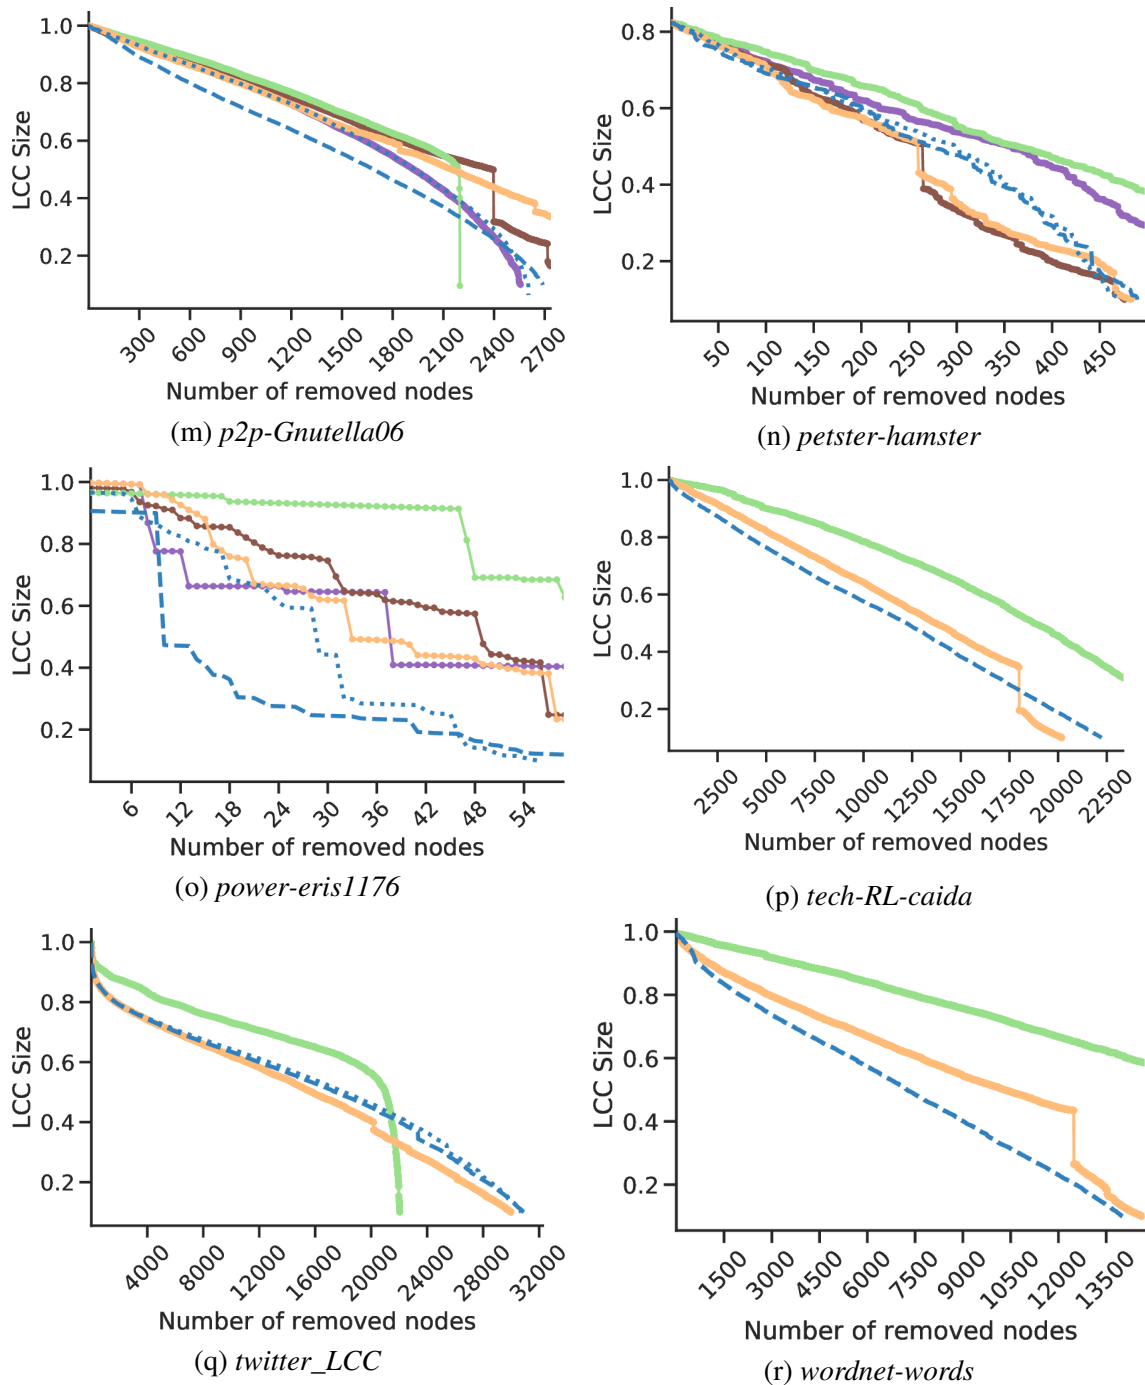 1.0
0.8
0.6
0.4
0.2
LCC Size
300 600 900 1200 1500 1800 2100 2400 2700
Number of removed nodes
(m) p2p-Gnutella06
0.8
0.6
0.4
0.2
LCC Size
50 100 150 200 250 300 350 400 450
Number of removed nodes
(n) petster-hamster
1.0
0.8
0.6
0.4
0.2
LCC Size
6 12 18 24 30 36 42 48 54
Number of removed nodes
(o) power-eris1176
1.0
0.8
0.6
0.4
0.2
LCC Size
2500 5000 7500 10000 12500 15000 17500 20000 22500
Number of removed nodes
(p) tech-RL-caida
1.0
0.8
0.6
0.4
0.2
LCC Size
4000 8000 12000 16000 20000 24000 28000 32000
Number of removed nodes
(q) twitter_LCC
1.0
0.8
0.6
0.4
0.2
LCC Size
1500 3000 4500 6000 7500 9000 10500 12000 13500
Number of removed nodes
(r) wordnet-words